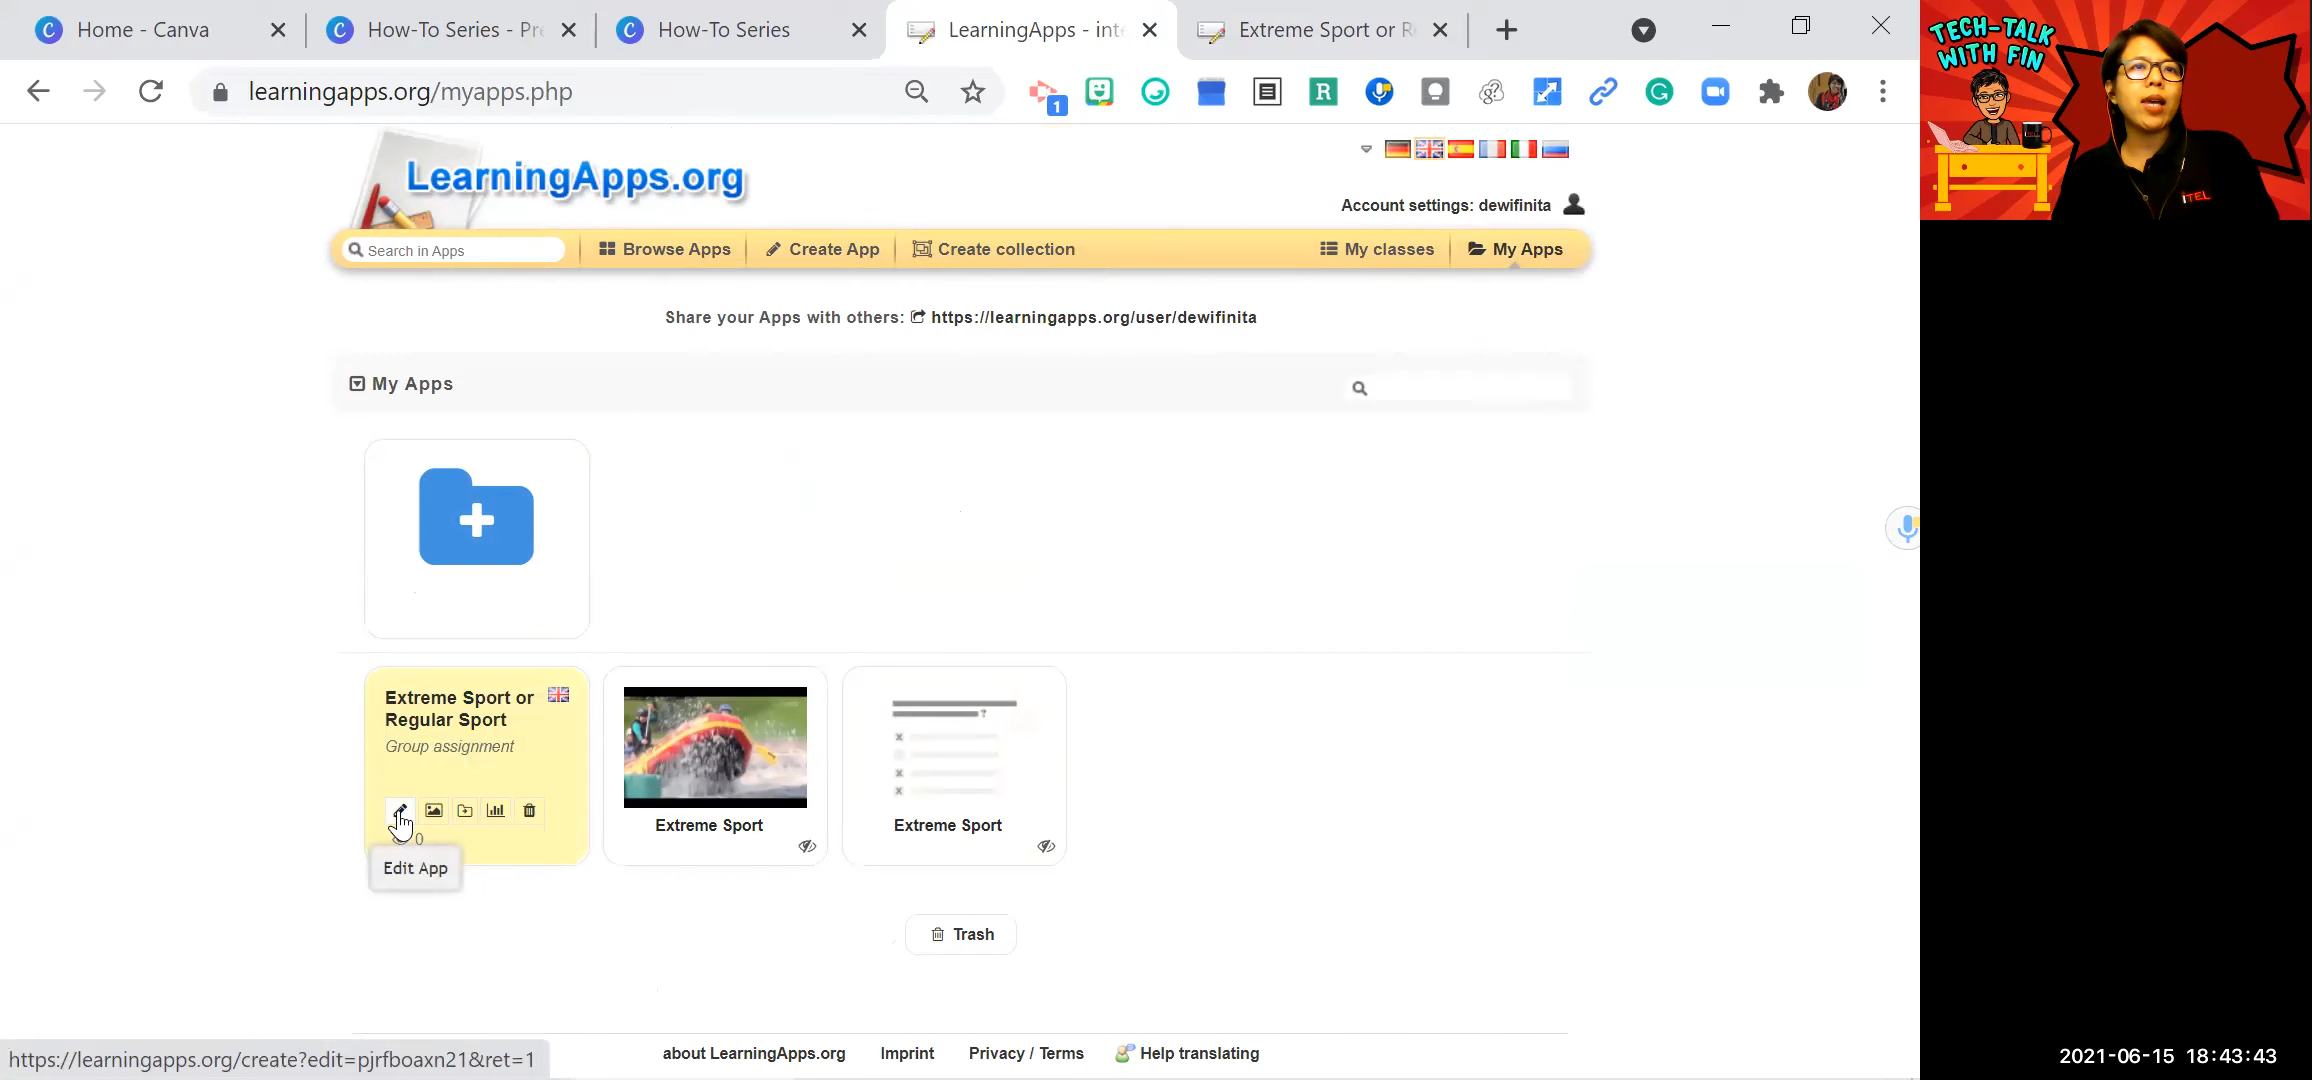 Home - Canva
How-To Series - Pre
How-To Series
LearningApps - inte
Extreme Sport or R
learningapps.org/myapps.php
1
TECH-TALK
WITH FIN
iTEL
LearningApps.org
Account settings: dewifinita
Search in Apps
Browse Apps
Create App
Create collection
My classes
My Apps
Share your Apps with others: https://learningapps.org/user/dewifinita
My Apps
Extreme Sport or
Regular Sport
Group assignment
0
Edit App
Extreme Sport
Extreme Sport
Trash
about LearningApps.org
Imprint
Privacy / Terms
Help translating
https://learningapps.org/create?edit=pjrfboaxn21&ret=1
2021-06-15 18:43:43